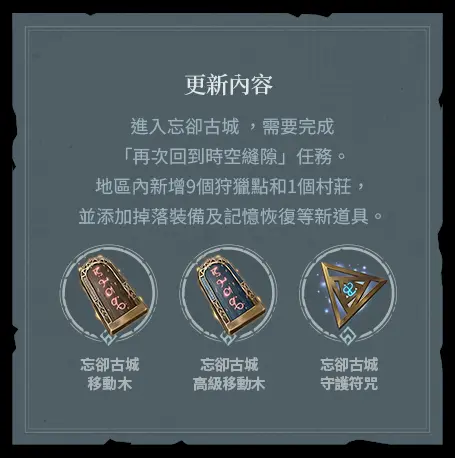 更新內容
進入忘卻古城，需要完成
「再次回到時空縫隙」任務。
地區內新增9個狩獵點和1個村莊，
並添加掉落裝備及記憶恢復等新道具。
忘卻古城
移動木
忘卻古城
高級移動木
忘卻古城
守護符咒